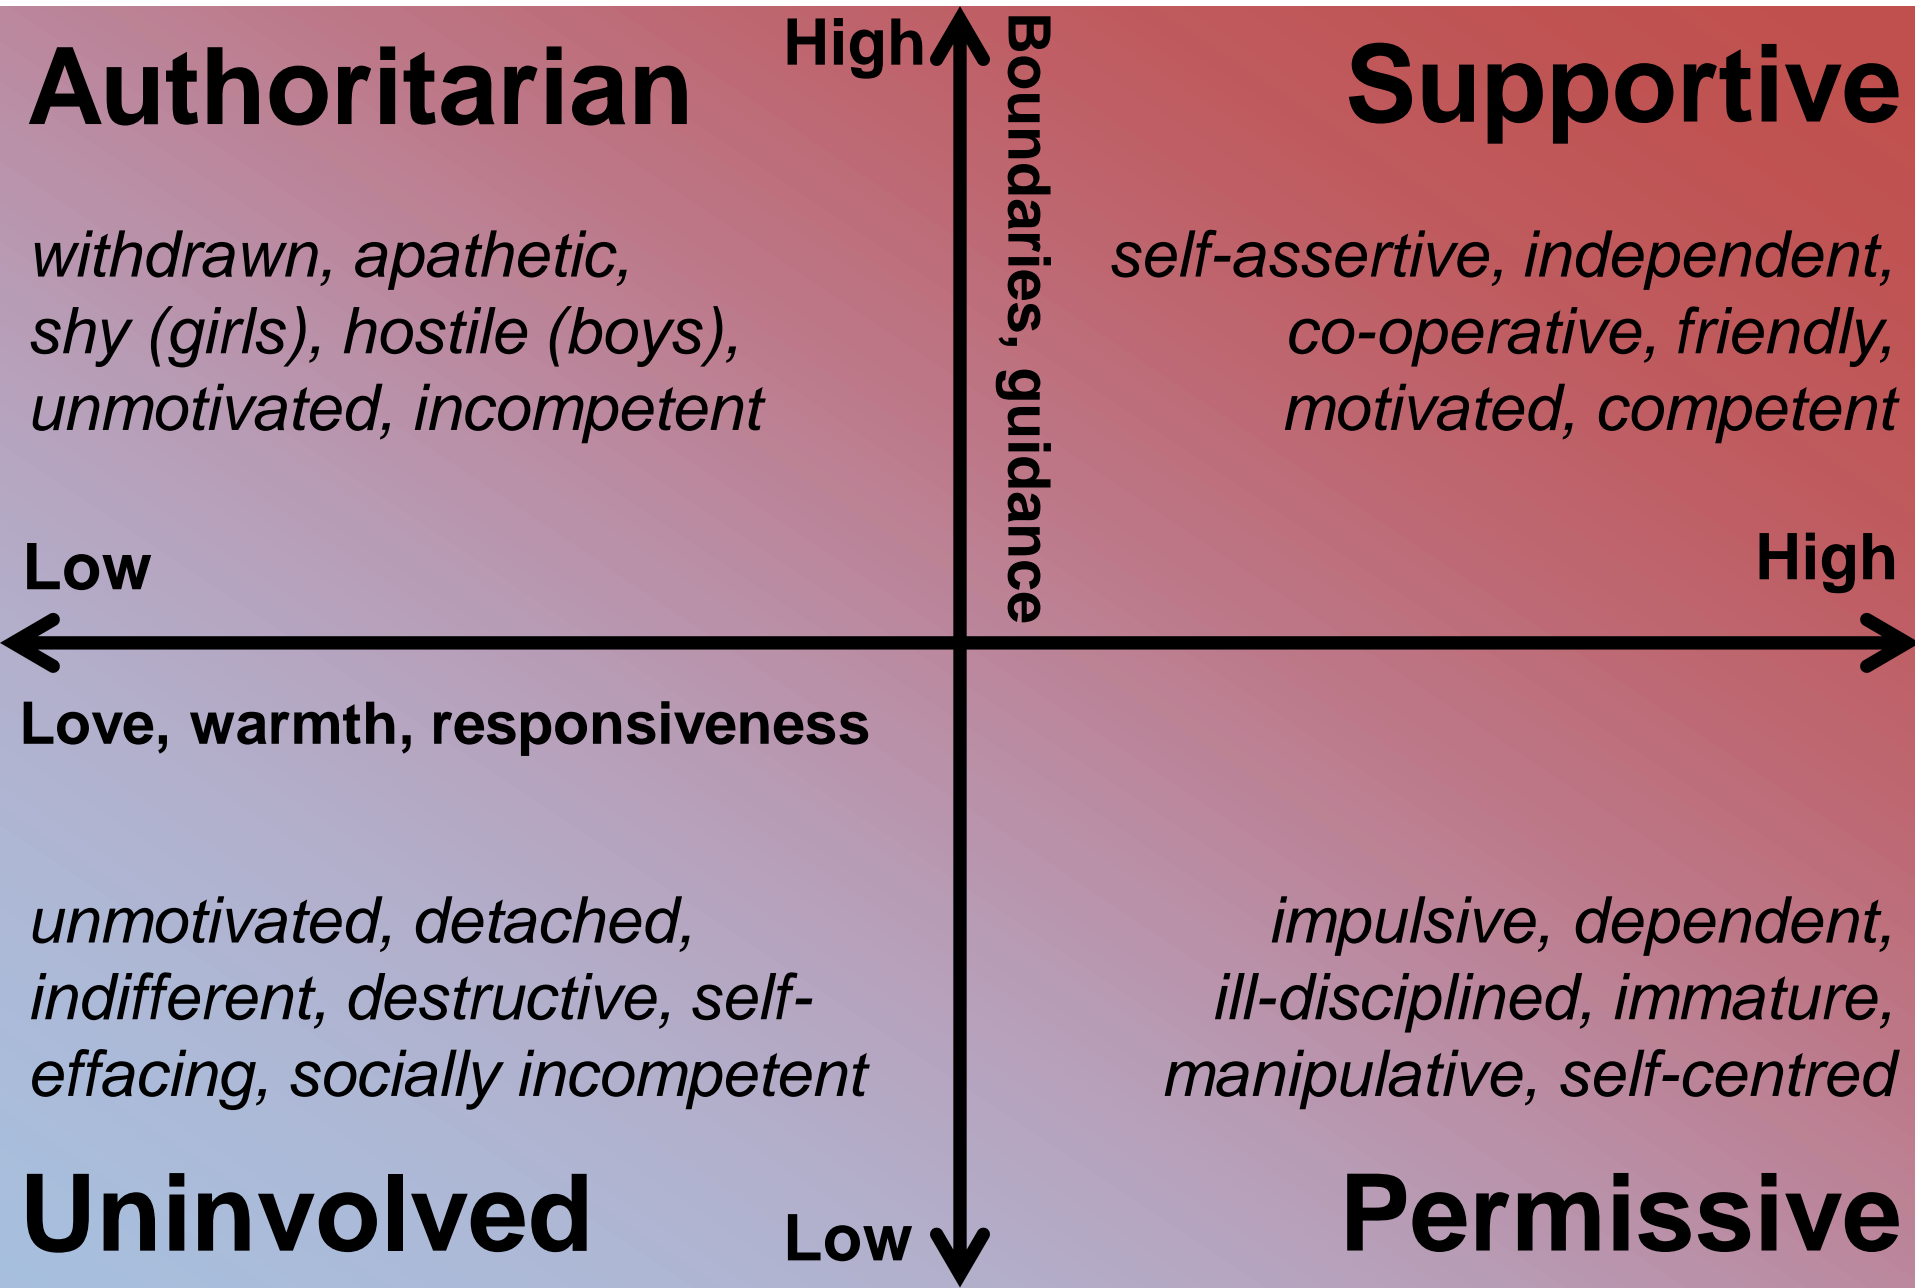 Authoritarian
High
Boundaries, guidance
Supportive
withdrawn, apathetic,
shy (girls), hostile (boys),
unmotivated, incompetent
self-assertive, independent,
co-operative, friendly,
motivated, competent
Low
High
Love, warmth, responsiveness
unmotivated, detached,
indifferent, destructive, self-
effacing, socially incompetent
impulsive, dependent,
ill-disciplined, immature,
manipulative, self-centred
Uninvolved
Low
Permissive